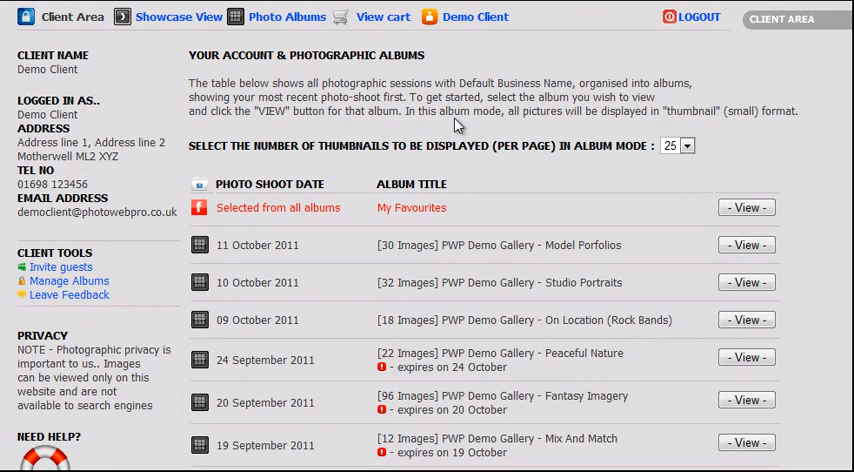 Client Area Showcase View Photo Albums View cart Demo Client LOGOUT CLIENT AREA
CLIENT NAME
Demo Client
LOGGED IN AS..
Demo Client
ADDRESS
Address line 1, Address line 2
Motherwell ML2 XYZ
TEL NO
01698 123456
EMAIL ADDRESS
democlient@photowebpro.co.uk
CLIENT TOOLS
Invite guests
Manage Albums
Leave Feedback
PRIVACY
NOTE - Photographic privacy is
important to us.. Images
can be viewed only on this
website and are not
available to search engines
NEED HELP?
YOUR ACCOUNT & PHOTOGRAPHIC ALBUMS
The table below shows all photographic sessions with Default Business Name, organised into albums,
showing your most recent photo-shoot first. To get started, select the album you wish to view
and click the "VIEW" button for that album. In this album mode, all pictures will be displayed in "thumbnail" (small) format.
SELECT THE NUMBER OF THUMBNAILS TO BE DISPLAYED (PER PAGE) IN ALBUM MODE : 25
PHOTO SHOOT DATE ALBUM TITLE
f Selected from all albums My Favourites - View -
11 October 2011 [30 Images] PWP Demo Gallery - Model Porfolios - View -
10 October 2011 [32 Images] PWP Demo Gallery - Studio Portraits - View -
09 October 2011 [18 Images] PWP Demo Gallery - On Location (Rock Bands) - View -
24 September 2011 [22 Images] PWP Demo Gallery - Peaceful Nature - View -
- expires on 24 October
20 September 2011 [96 Images] PWP Demo Gallery - Fantasy Imagery - View -
- expires on 20 October
19 September 2011 [12 Images] PWP Demo Gallery - Mix And Match - View -
- expires on 19 October